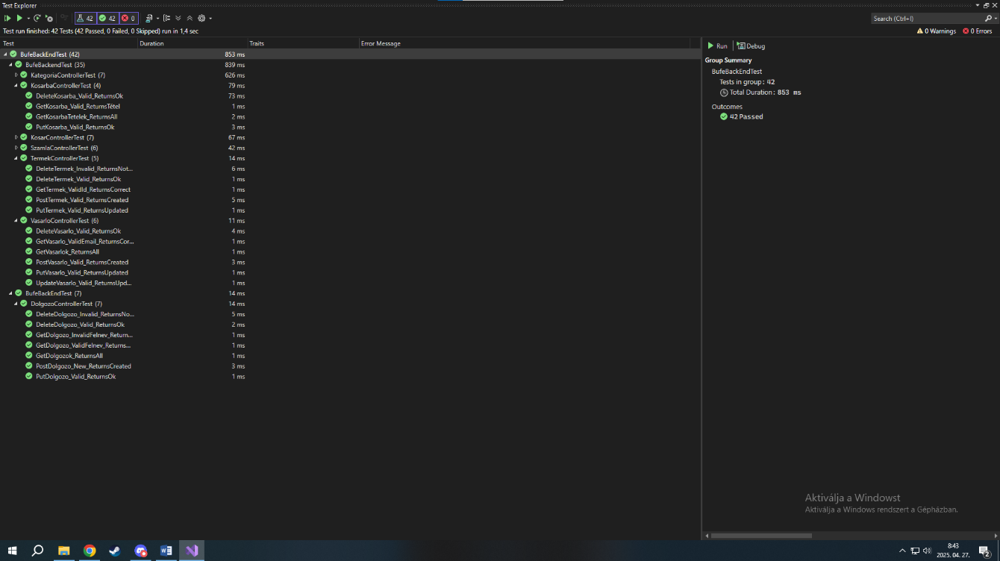 Test Explorer
42 42 0
Search (Ctrl+I)
Test run finished: 42 Tests (42 Passed, 0 Failed, 0 Skipped) run in 1,4 sec
0 Warnings 0 Errors
Test Duration Traits Error Message
BufeBackEndTest (42) 853 ms
BufeBackendTest (35) 839 ms
KategoriaControllerTest (7) 626 ms
KosarbaControllerTest (4) 79 ms
DeleteKosarba_Valid_ReturnsOk 73 ms
GetKosarba_Valid_ReturnsTétel 1 ms
GetKosarbaTetelek_ReturnsAll 2 ms
PutKosarba_Valid_ReturnsOk 3 ms
KosarControllerTest (7) 67 ms
SzamlaControllerTest (6) 42 ms
TermekControllerTest (5) 14 ms
DeleteTermek_Invalid_ReturnsNot... 6 ms
DeleteTermek_Valid_ReturnsOk 1 ms
GetTermek_ValidId_ReturnsCorrect 1 ms
PostTermek_Valid_ReturnsCreated 5 ms
PutTermek_Valid_ReturnsUpdated 1 ms
VasarloControllerTest (6) 11 ms
DeleteVasarlo_Valid_ReturnsOk 4 ms
GetVasarlo_ValidEmail_ReturnsCor... 1 ms
GetVasarlok_ReturnsAll 1 ms
PostVasarlo_Valid_ReturnsCreated 3 ms
PutVasarlo_Valid_ReturnsUpdated 1 ms
UpdateVasarlo_Valid_ReturnsUpd... 1 ms
BufeBackEndTest (7) 14 ms
DolgozoControllerTest (7) 14 ms
DeleteDolgozo_Invalid_ReturnsNo... 5 ms
DeleteDolgozo_Valid_ReturnsOk 2 ms
GetDolgozo_InvalidFelnev_Return... 1 ms
GetDolgozo_ValidFelnev_Returns... 1 ms
GetDolgozok_ReturnsAll 1 ms
PostDolgozo_New_ReturnsCreated 3 ms
PutDolgozo_Valid_ReturnsOk 1 ms
Run Debug
Group Summary
BufeBackEndTest
Tests in group: 42
Total Duration: 853 ms
Outcomes
42 Passed
Aktiválja a Windowst
Aktiválja a Windows rendszert a Gépházban.
8:43
2025. 04. 27.
2